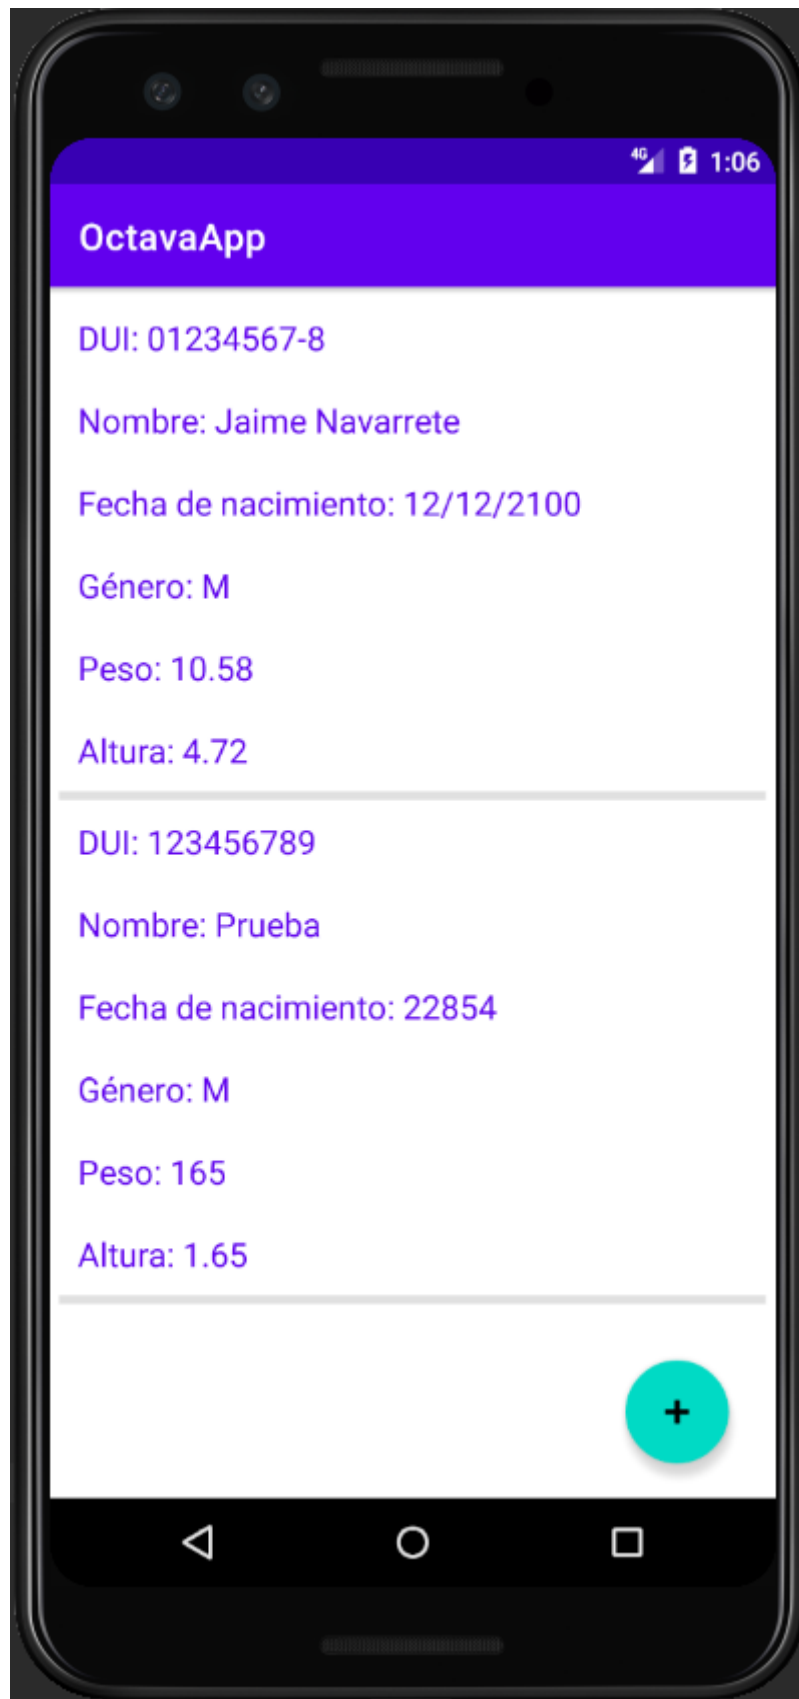 4G 1:06
OctavaApp
DUI: 01234567-8
Nombre: Jaime Navarrete
Fecha de nacimiento: 12/12/2100
Género: M
Peso: 10.58
Altura: 4.72
DUI: 123456789
Nombre: Prueba
Fecha de nacimiento: 22854
Género: M
Peso: 165
Altura: 1.65
+